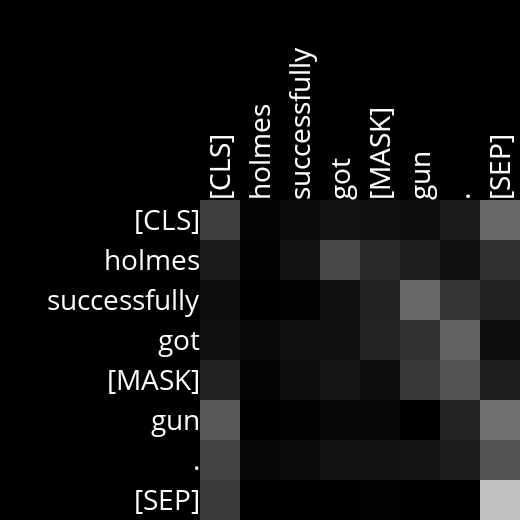 [CLS]
holmes
successfully
got
[MASK]
gun
.
[SEP]
[CLS]
holmes
successfully
got
[MASK]
gun
.
[SEP]